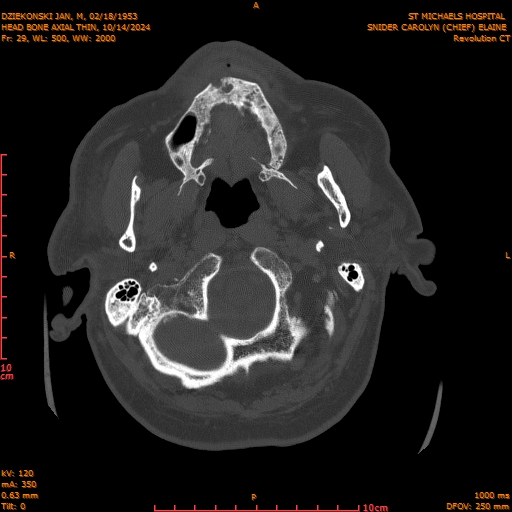 DZIEKONSKI JAN, M, 02/18/1953
HEAD BONE AXIAL THIN, 10/14/2024
Fr: 29, WL: 500, WW: 2000
A
ST MICHAELS HOSPITAL
SNIDER CAROLYN (CHIEF) ELAINE
Revolution CT
R
L
10
cm
kV: 120
mA: 350
0.63 mm
Tilt: 0
P
10cm
1000 ms
DFOV: 250 mm